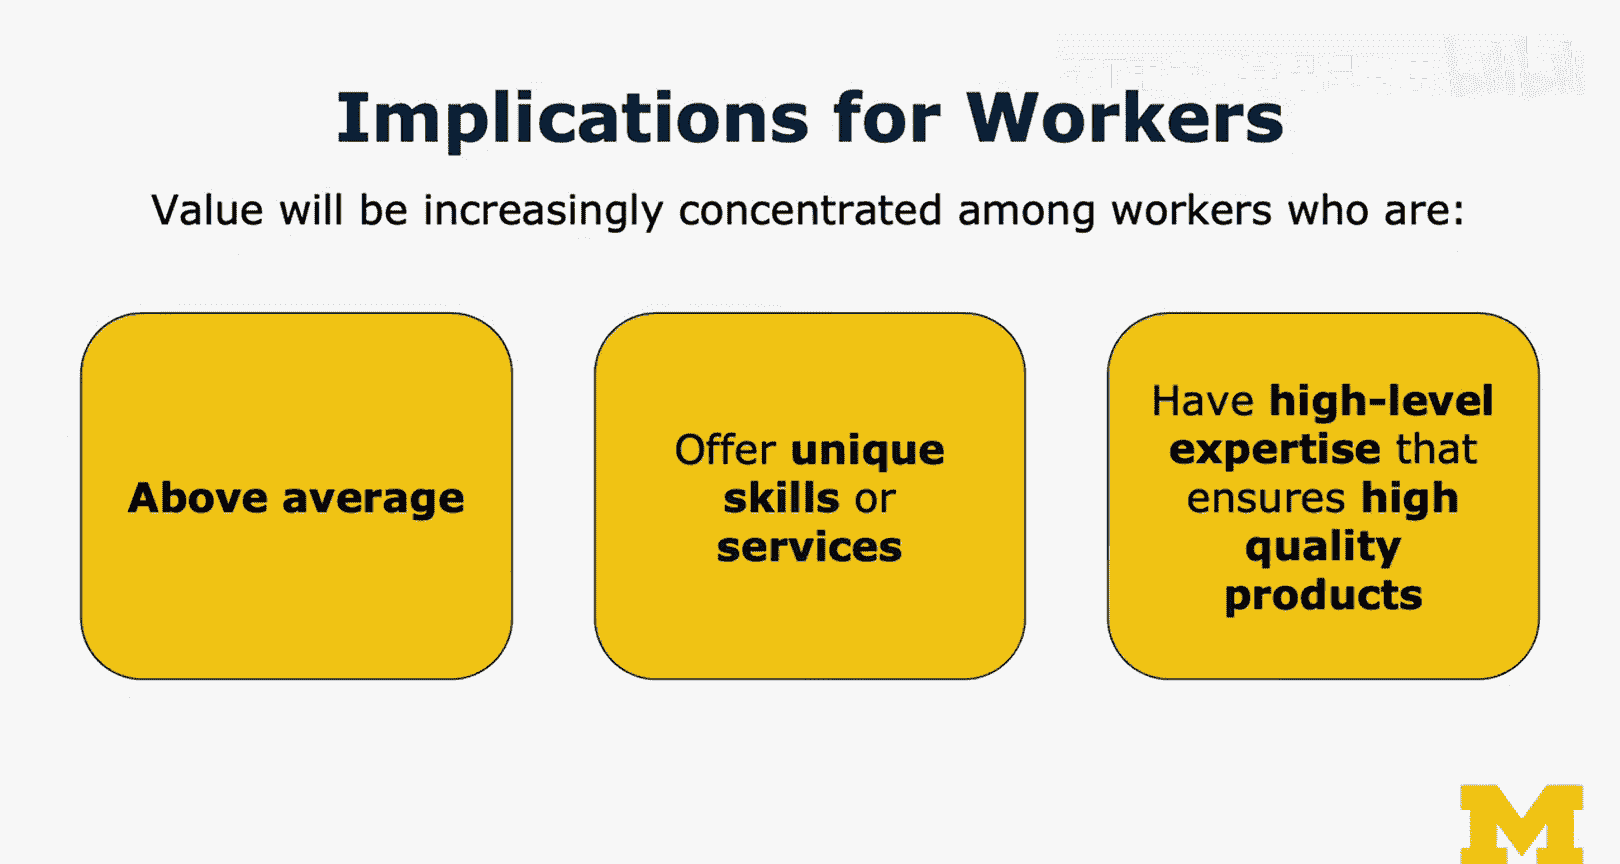 Implications for Workers
Value will be increasingly concentrated among workers who are:
Above average
Offer unique
skills or
services
Have high-level
expertise that
ensures high
quality
products
M